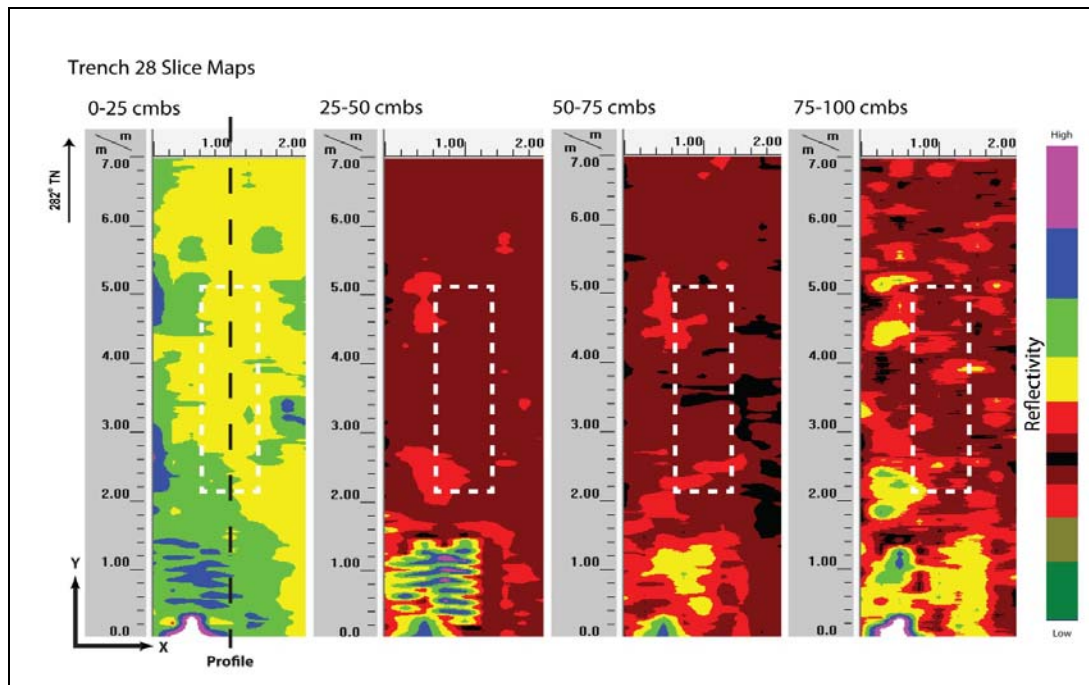 Trench 28 Slice Maps
0-25 cmbs
25-50 cmbs
50-75 cmbs
75-100 cmbs
m
m
1.00
2.00
7.00
6.00
5.00
4.00
3.00
2.00
1.00
0.0
m
m
1.00
2.00
7.00
6.00
5.00
4.00
3.00
2.00
1.00
0.0
m
m
1.00
2.00
7.00
6.00
5.00
4.00
3.00
2.00
1.00
0.0
m
m
1.00
2.00
7.00
6.00
5.00
4.00
3.00
2.00
1.00
0.0
282° TN
Y
X
Profile
High
Reflectivity
Low